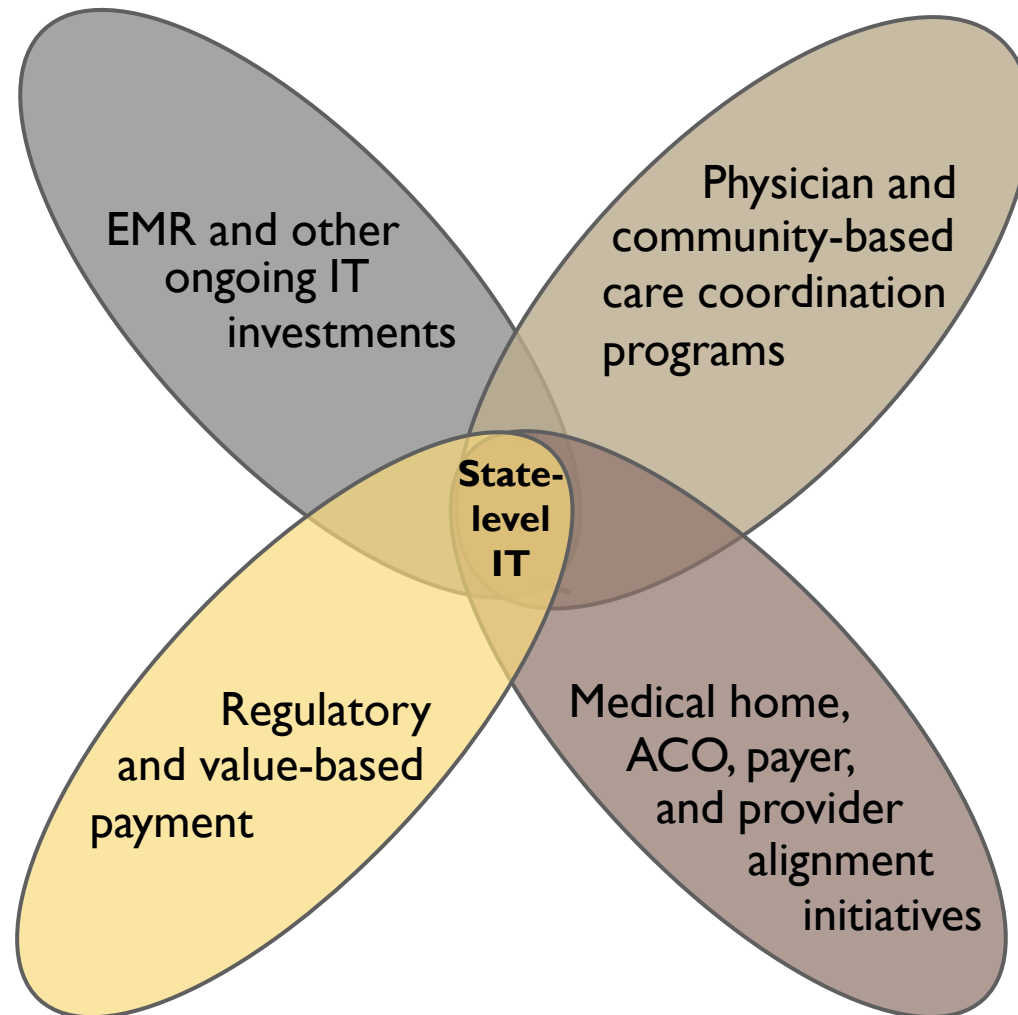 EMR and other
ongoing IT
investments
Physician and
community-based
care coordination
programs
State-
level
IT
Regulatory
and value-based
payment
Medical home,
ACO, payer,
and provider
alignment
initiatives